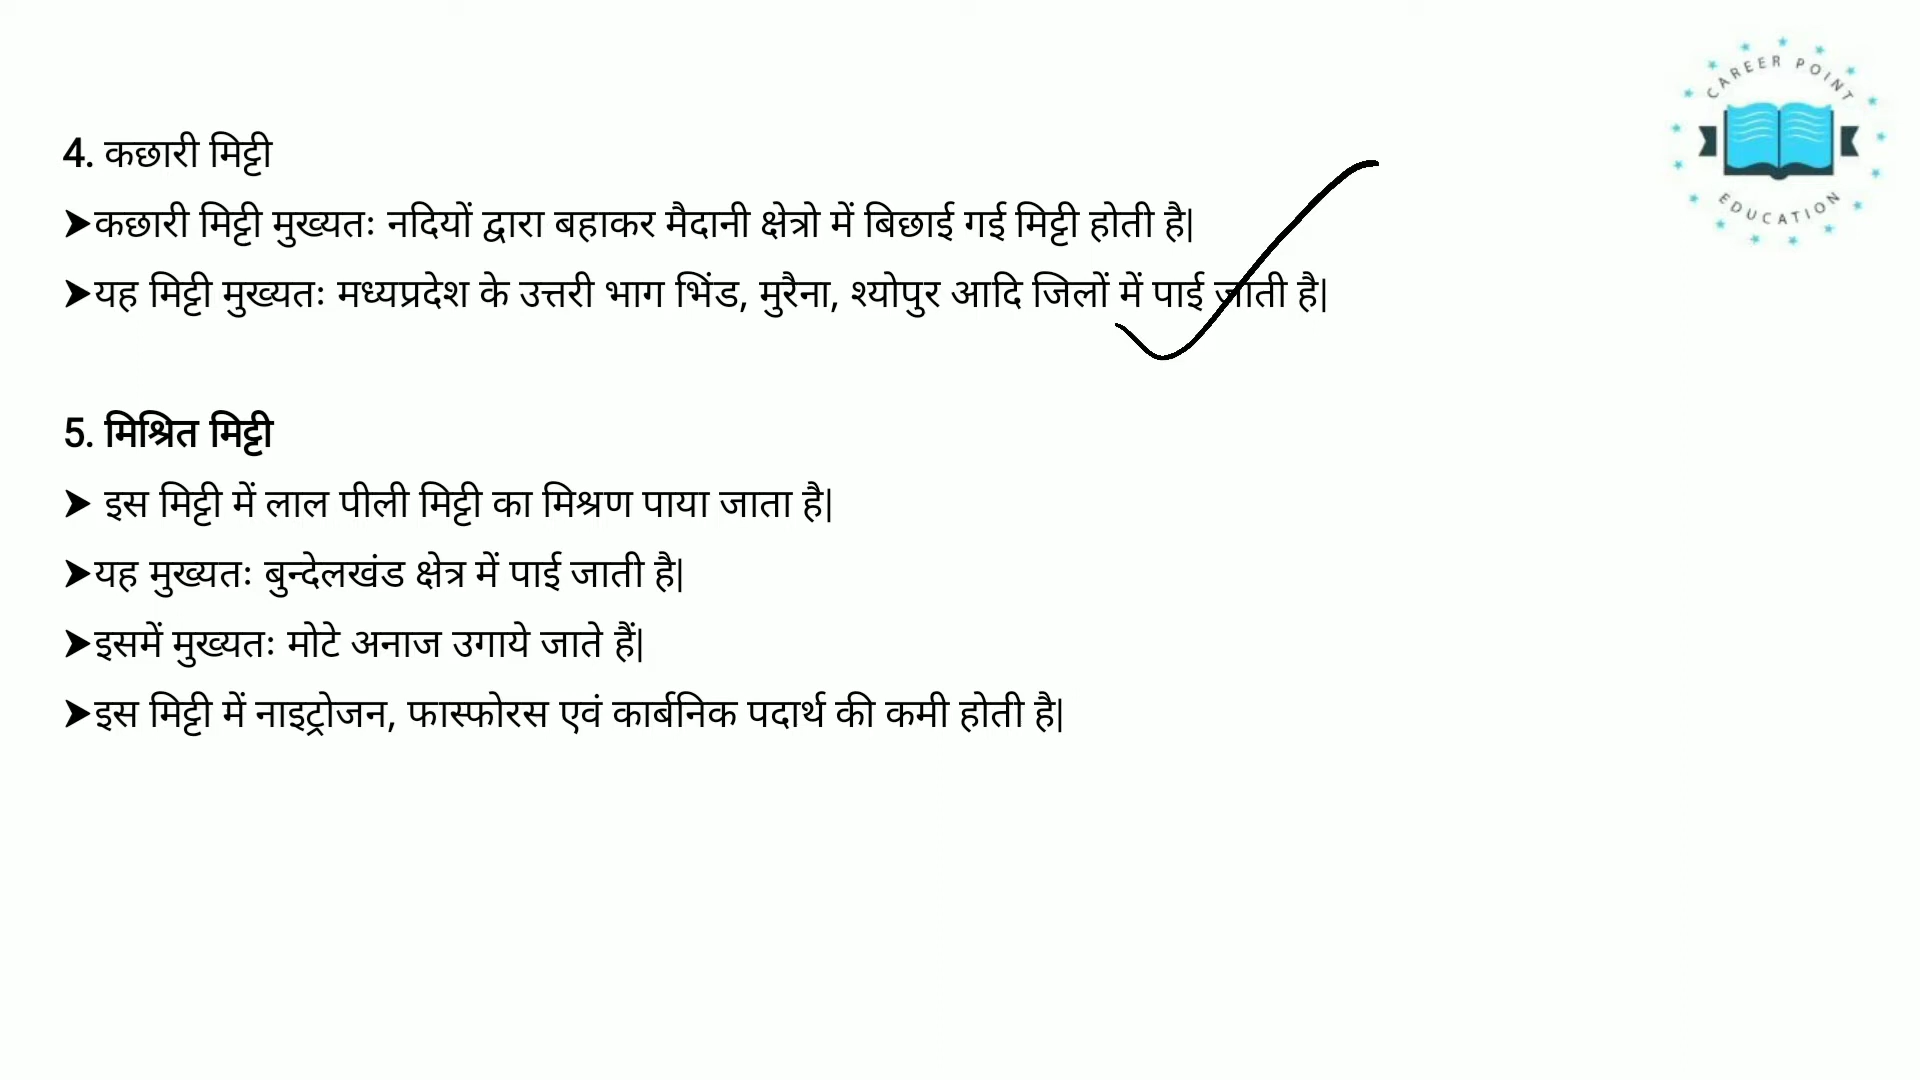 4. कछारी मिट्टी
➤कछारी मिट्टी मुख्यतः नदियों द्वारा बहाकर मैदानी क्षेत्रो में बिछाई गई मिट्टी होती है|
➤यह मिट्टी मुख्यतः मध्यप्रदेश के उत्तरी भाग भिंड, मुरैना, श्योपुर आदि जिलों में पाई जाती है|
5. मिश्रित मिट्टी
➤ इस मिट्टी में लाल पीली मिट्टी का मिश्रण पाया जाता है|
➤यह मुख्यतः बुन्देलखंड क्षेत्र में पाई जाती है|
➤इसमें मुख्यतः मोटे अनाज उगाये जाते हैं|
➤इस मिट्टी में नाइट्रोजन, फास्फोरस एवं कार्बनिक पदार्थ की कमी होती है|
CAREER POINT
EDUCATION